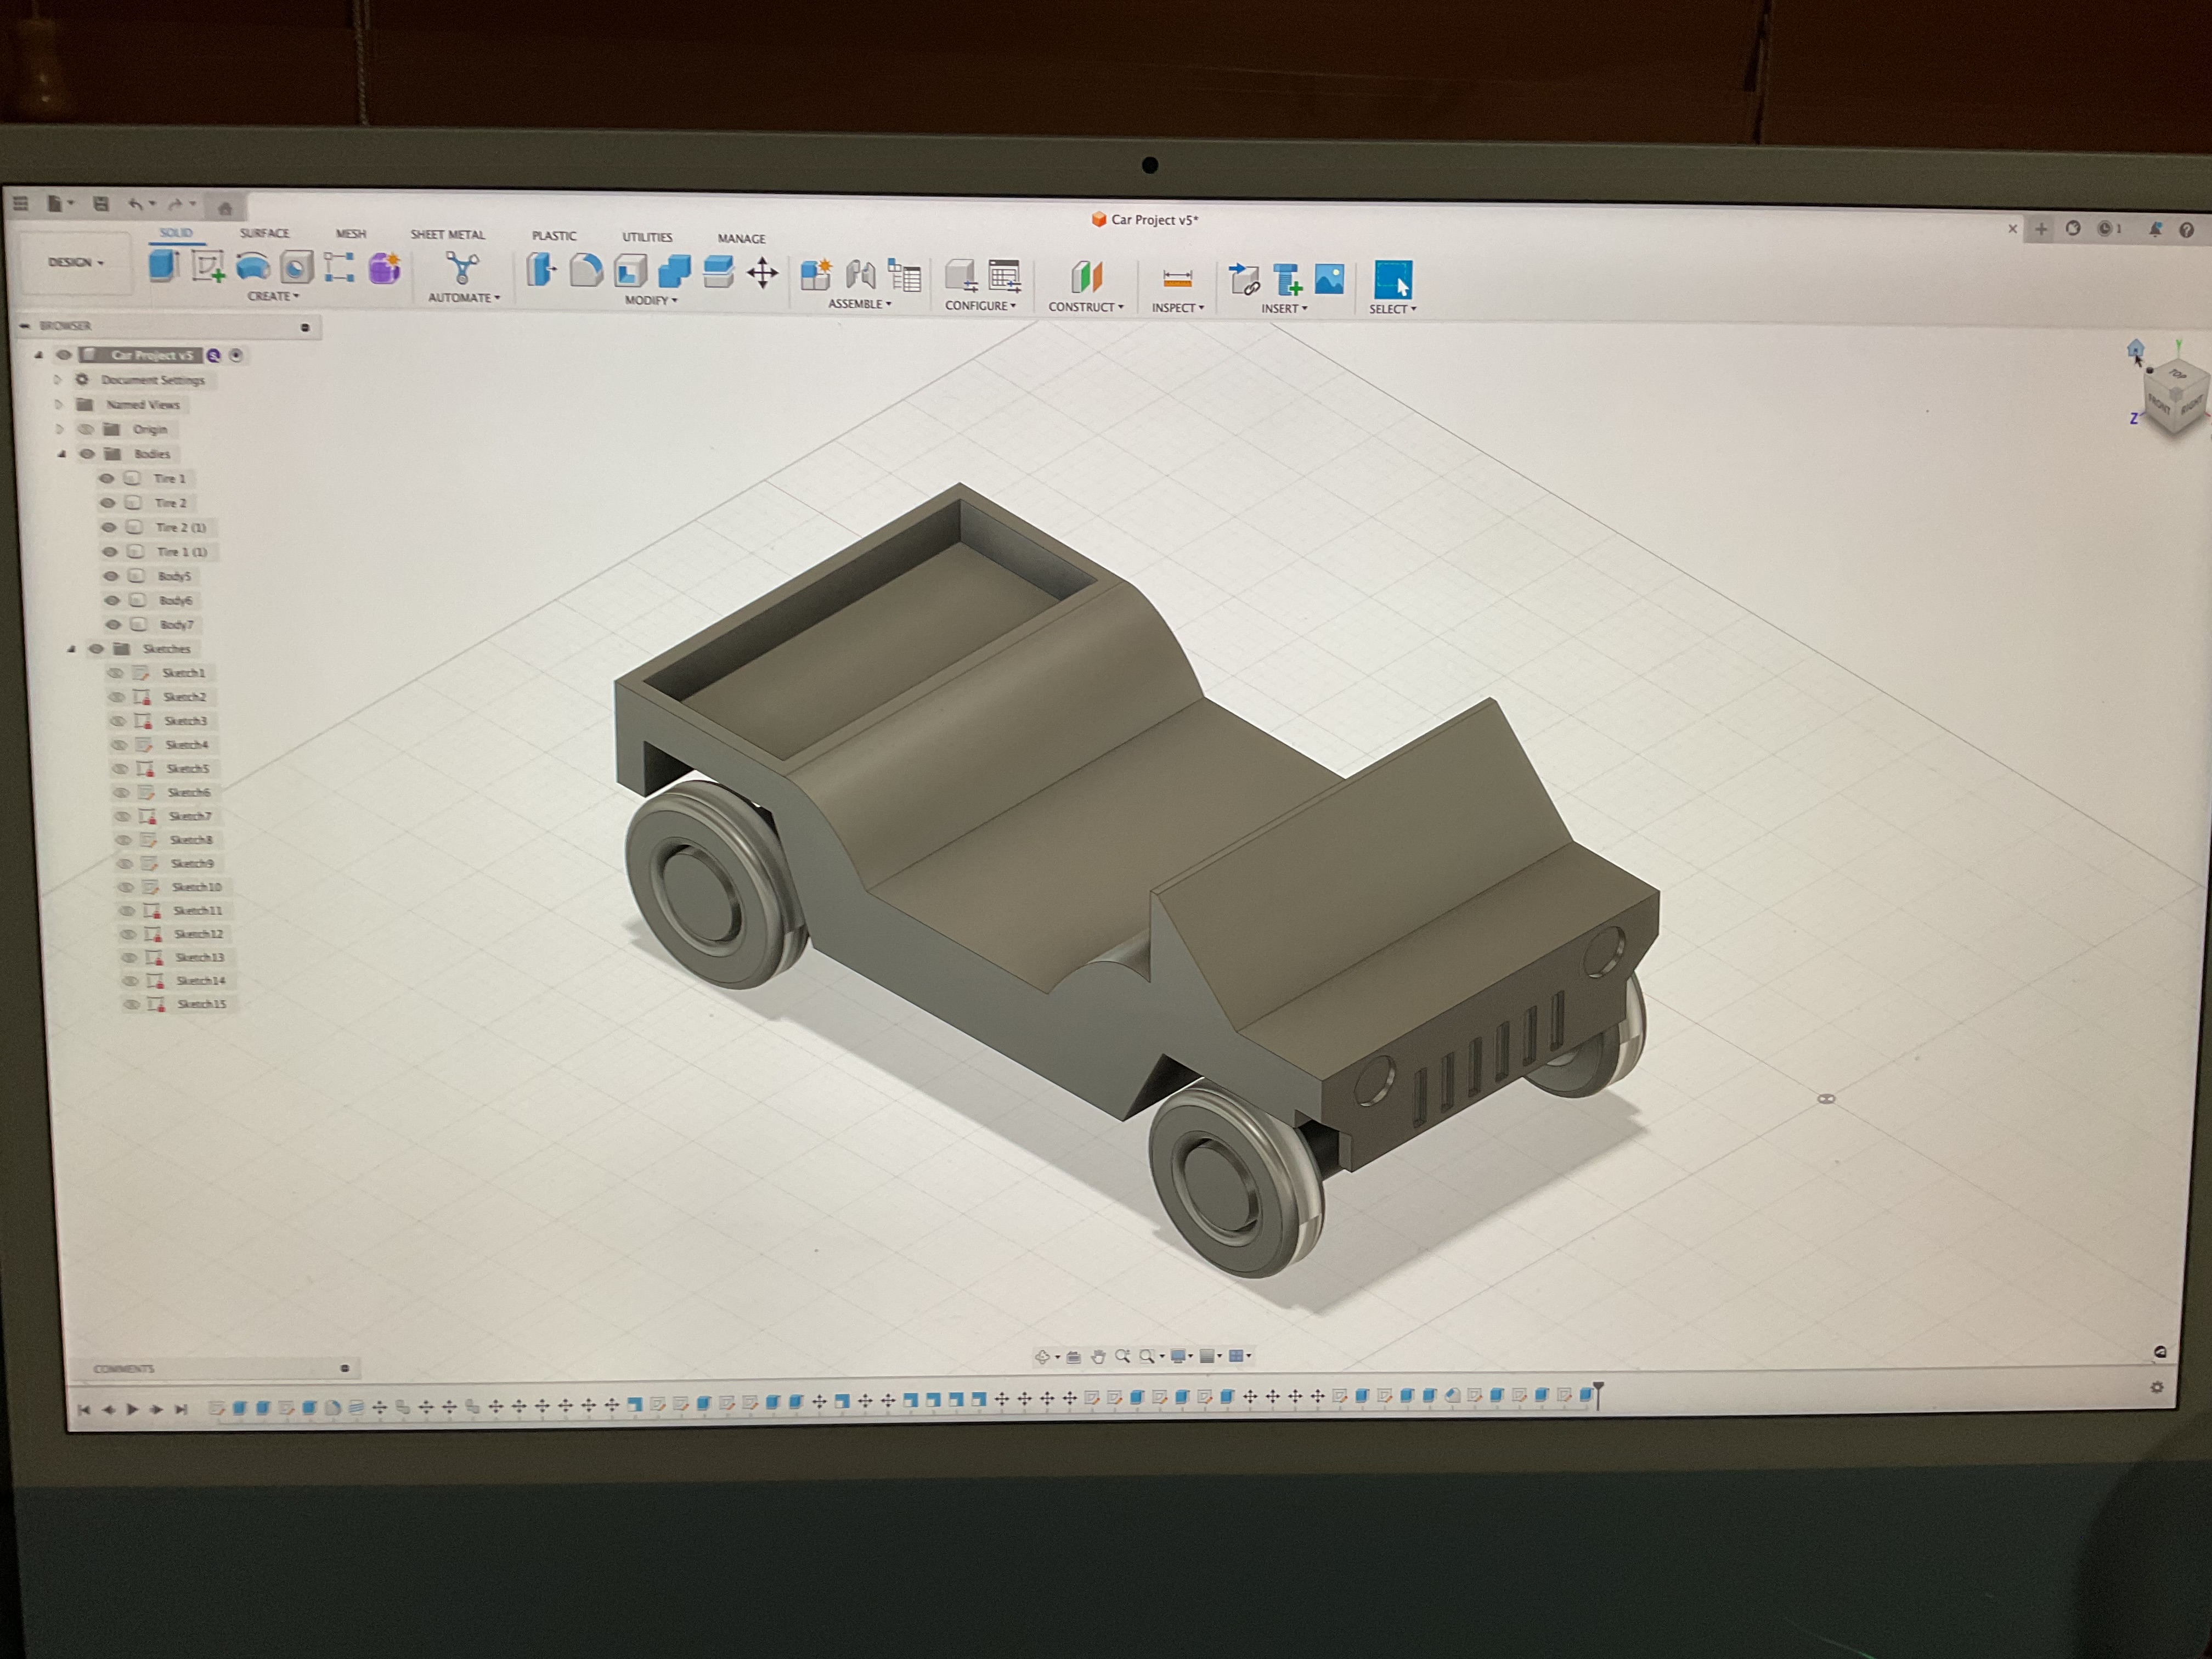 Car Project v5*
1
SOLID SURFACE MESH SHEET METAL PLASTIC UTILITIES MANAGE
DESIGN
CREATE AUTOMATE MODIFY ASSEMBLE CONFIGURE CONSTRUCT INSPECT INSERT SELECT
BROWSER
Car Project v5
Document Settings
Named Views
Origin
Bodies
Tire 1
Tire 2
Tire 2 (1)
Tire 1 (1)
Body5
Body6
Body7
Sketches
Sketch1
Sketch2
Sketch3
Sketch4
Sketch5
Sketch6
Sketch7
Sketch8
Sketch9
Sketch10
Sketch11
Sketch12
Sketch13
Sketch14
Sketch15
Y
TOP
FRONT RIGHT
Z
COMMENTS